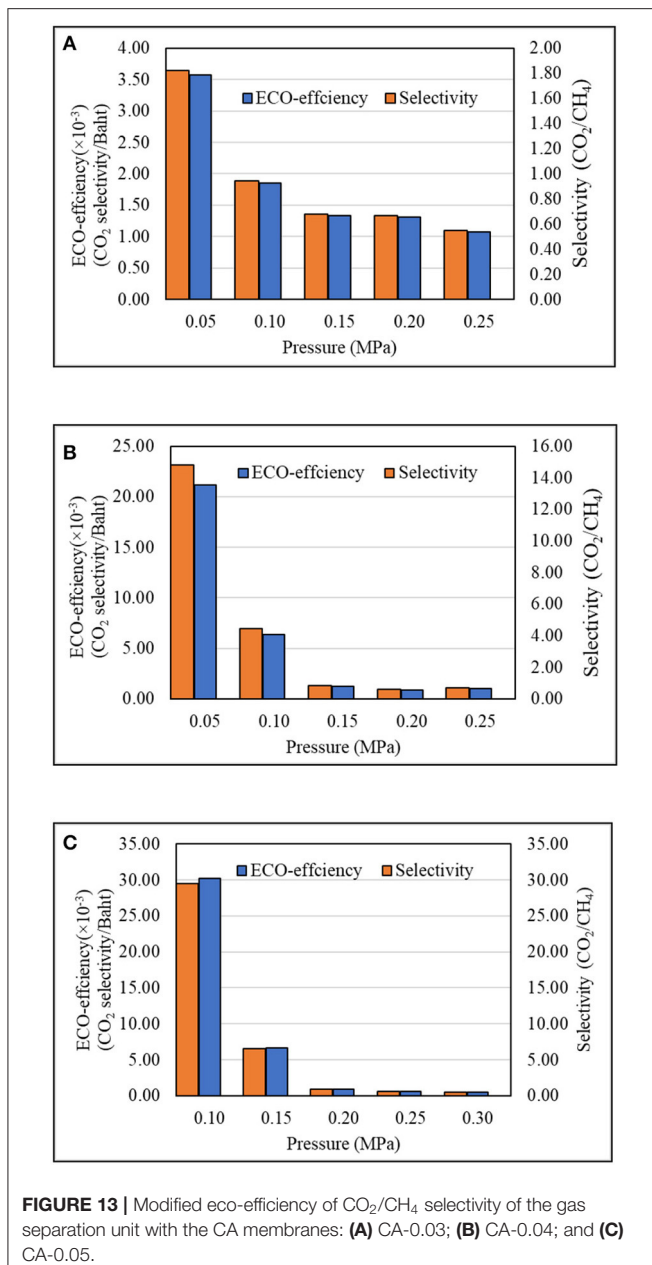 A
4.00
3.50
3.00
2.50
2.00
1.50
1.00
0.50
0.00
ECO-effciency(×10⁻³)
(CO₂ selectivity/Baht)
ECO-effciency
Selectivity
2.00
1.80
1.60
1.40
1.20
1.00
0.80
0.60
0.40
0.20
0.00
Selectivity (CO₂/CH₄)
0.05 0.10 0.15 0.20 0.25
Pressure (MPa)
B
25.00
20.00
15.00
10.00
5.00
0.00
ECO-effciency(×10⁻³)
(CO₂ selectivity/Baht)
ECO-effciency
Selectivity
16.00
14.00
12.00
10.00
8.00
6.00
4.00
2.00
0.00
Selectivity (CO₂/CH₄)
0.05 0.10 0.15 0.20 0.25
Pressure (MPa)
C
35.00
30.00
25.00
20.00
15.00
10.00
5.00
0.00
ECO-effciency(×10⁻³)
(CO₂ selectivity/Baht)
ECO-effciency
Selectivity
35.00
30.00
25.00
20.00
15.00
10.00
5.00
0.00
Selectivity (CO₂/CH₄)
0.10 0.15 0.20 0.25 0.30
Pressure (MPa)
FIGURE 13 | Modified eco-efficiency of CO₂/CH₄ selectivity of the gas
separation unit with the CA membranes: (A) CA-0.03; (B) CA-0.04; and (C)
CA-0.05.